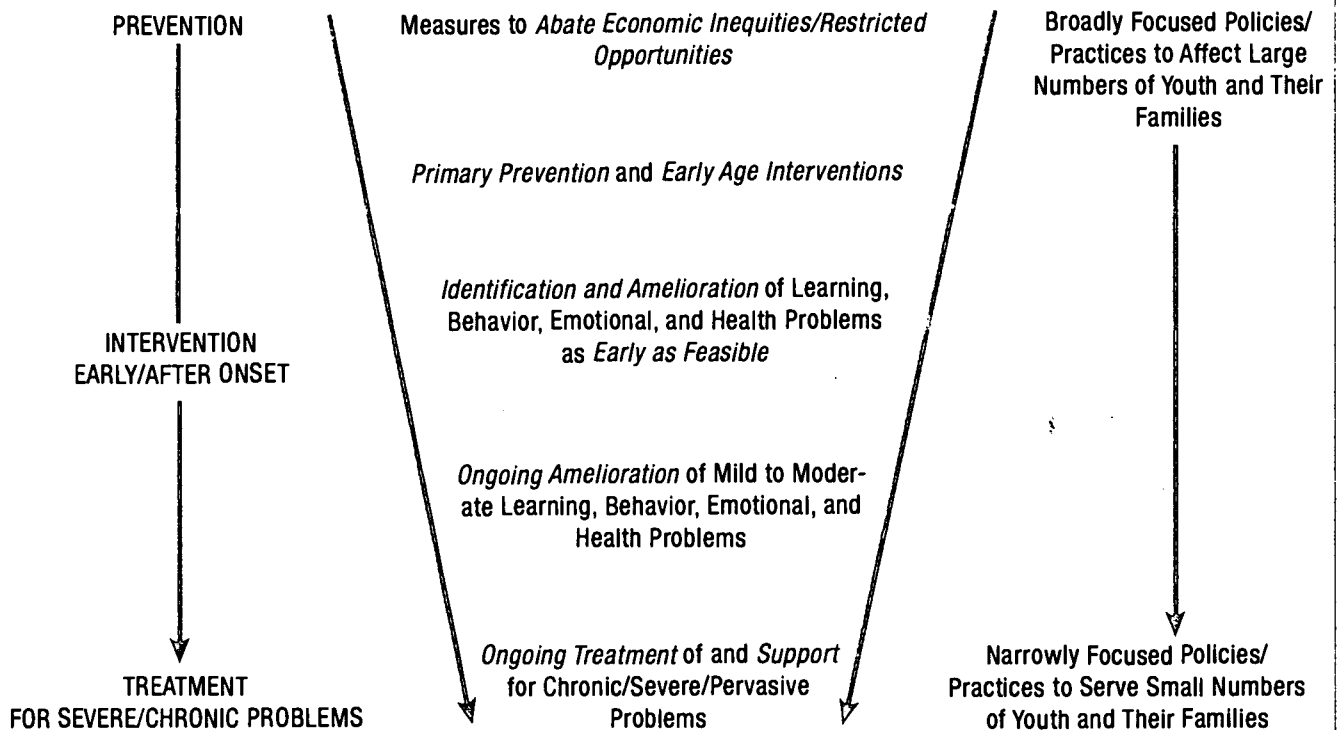 PREVENTION
INTERVENTION
EARLY/AFTER ONSET
TREATMENT
FOR SEVERE/CHRONIC PROBLEMS
Measures to Abate Economic Inequities/Restricted
Opportunities
Primary Prevention and Early Age Interventions
Identification and Amelioration of Learning,
Behavior, Emotional, and Health Problems
as Early as Feasible
Ongoing Amelioration of Mild to Moder-
ate Learning, Behavior, Emotional, and
Health Problems
Ongoing Treatment of and Support
for Chronic/Severe/Pervasive
Problems
Broadly Focused Policies/
Practices to Affect Large
Numbers of Youth and Their
Families
Narrowly Focused Policies/
Practices to Serve Small Numbers
of Youth and Their Families